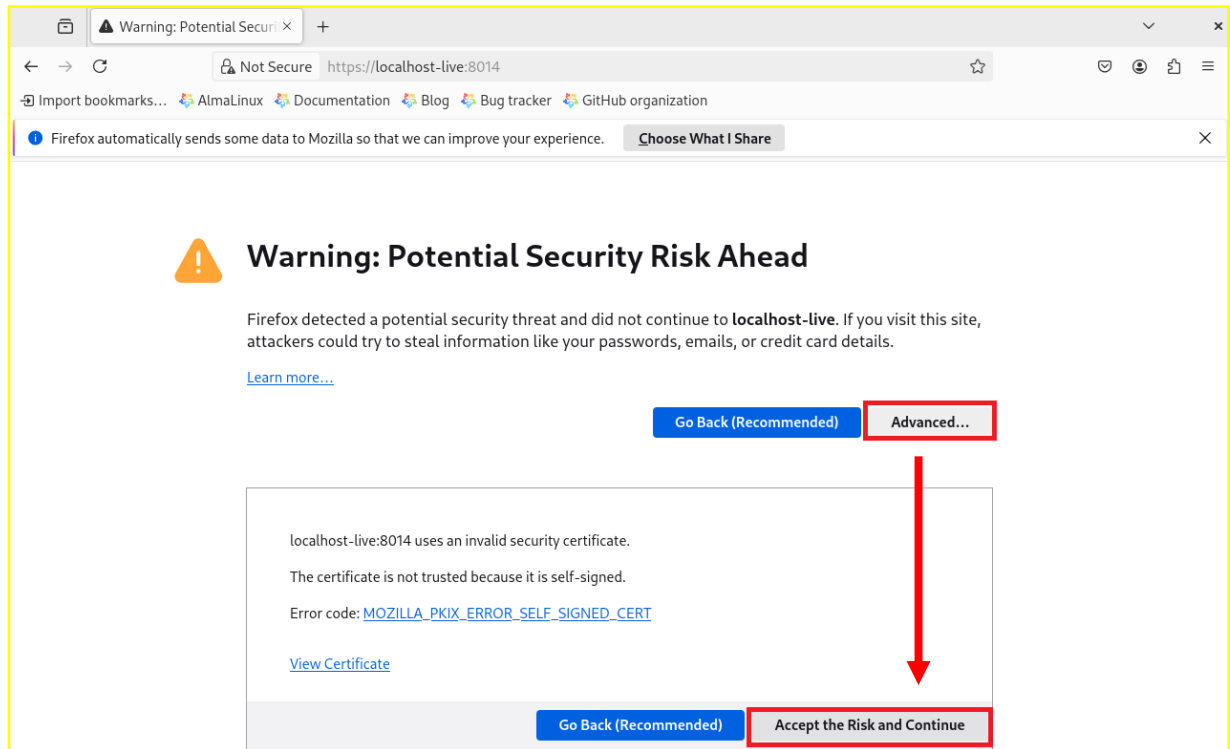 Warning: Potential Securi
Not Secure https://localhost-live:8014
Import bookmarks... AlmaLinux Documentation Blog Bug tracker GitHub organization
Firefox automatically sends some data to Mozilla so that we can improve your experience. Choose What I Share
Warning: Potential Security Risk Ahead
Firefox detected a potential security threat and did not continue to localhost-live. If you visit this site,
attackers could try to steal information like your passwords, emails, or credit card details.
Learn more...
Go Back (Recommended) Advanced...
localhost-live:8014 uses an invalid security certificate.
The certificate is not trusted because it is self-signed.
Error code: MOZILLA_PKIX_ERROR_SELF_SIGNED_CERT
View Certificate
Go Back (Recommended) Accept the Risk and Continue